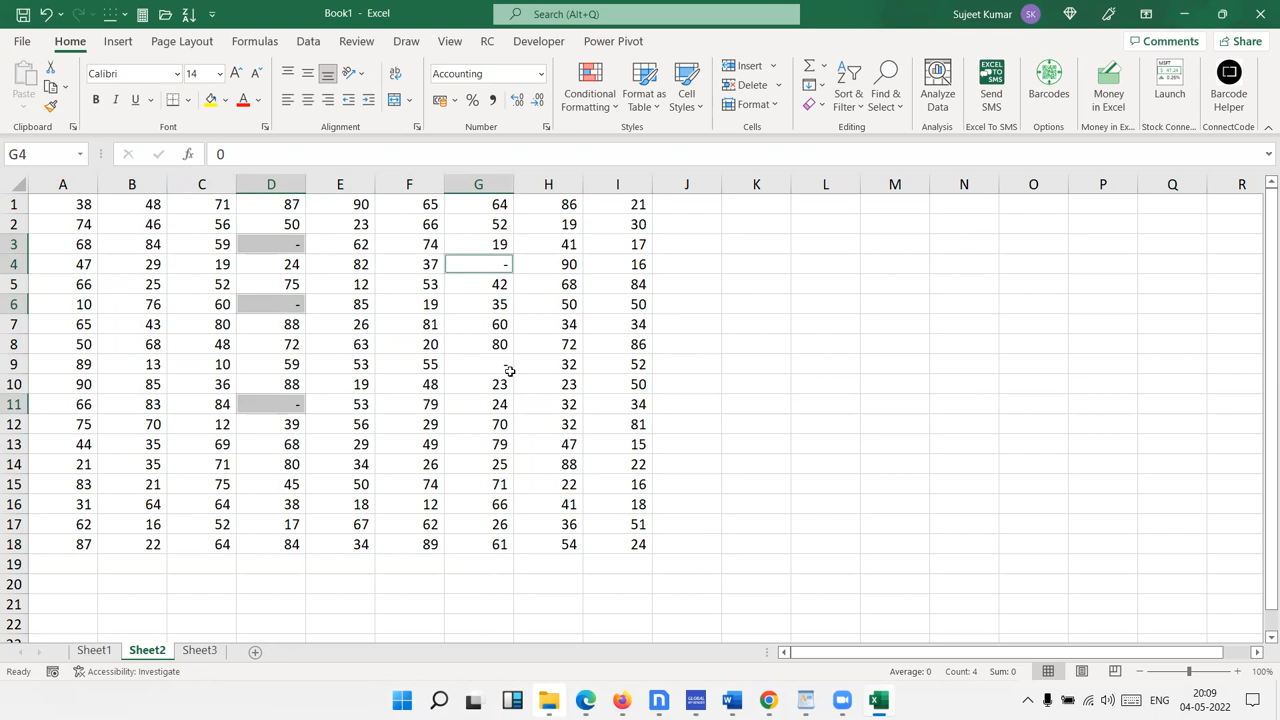 Book1 - Excel
Search (Alt+Q)
Sujeet Kumar
SK
File Home Insert Page Layout Formulas Data Review View Draw RC Developer Help Power Pivot
Comments
Share
Paste
Calibri 14
B I U
Accounting
Conditional Formatting
Format as Table
Cell Styles
Insert
Delete
Format
Sort & Filter
Find & Select
Analyze Data
EXCEL TO SMS
Send SMS
Barcodes
Money in Excel
Launch
Barcode Helper
Clipboard Font Alignment Number Styles Cells Editing Analysis Excel To SMS Options Money in Ex... Stock Conne... ConnectCode
G4 fx 0
A B C D E F G H I J K L M N O P Q R
1 38 48 71 87 90 65 64 86 21
2 74 46 56 50 23 66 52 19 30
3 68 84 59 - 62 74 19 41 17
4 47 29 19 24 82 37 - 90 16
5 66 25 52 75 12 53 42 68 84
6 10 76 60 - 85 19 35 50 50
7 65 43 80 88 26 81 60 34 34
8 50 68 48 72 63 20 80 72 86
9 89 13 10 59 53 55 - 32 52
10 90 85 36 88 19 48 23 23 50
11 66 83 84 - 53 79 24 32 34
12 75 70 12 39 56 29 70 32 81
13 44 35 69 68 29 49 79 47 15
14 21 35 71 80 34 26 25 88 22
15 83 21 75 45 50 74 71 22 16
16 31 64 64 38 18 12 66 41 18
17 62 16 52 17 67 62 26 36 51
18 87 22 64 84 34 89 61 54 24
19
20
21
22
Sheet1 Sheet2 Sheet3
Ready Accessibility: Investigate Average: 0 Count: 4 Sum: 0 100%
ENG
20:09
04-05-2022